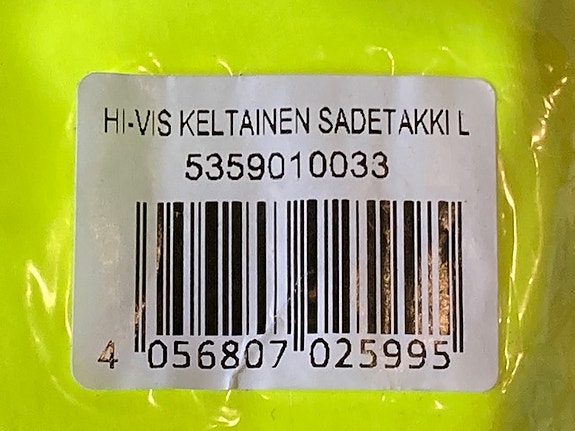 HI-VIS KELTAINEN SADETAKKI L
5359010033
4 056807 025995